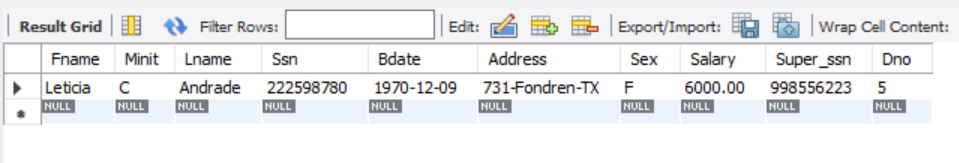 Result Grid Filter Rows: Edit: Export/Import: Wrap Cell Content:
Fname Minit Lname Ssn Bdate Address Sex Salary Super_ssn Dno
Leticia C Andrade 222598780 1970-12-09 731-Fondren-TX F 6000.00 998556223 5
NULL NULL NULL NULL NULL NULL NULL NULL NULL NULL